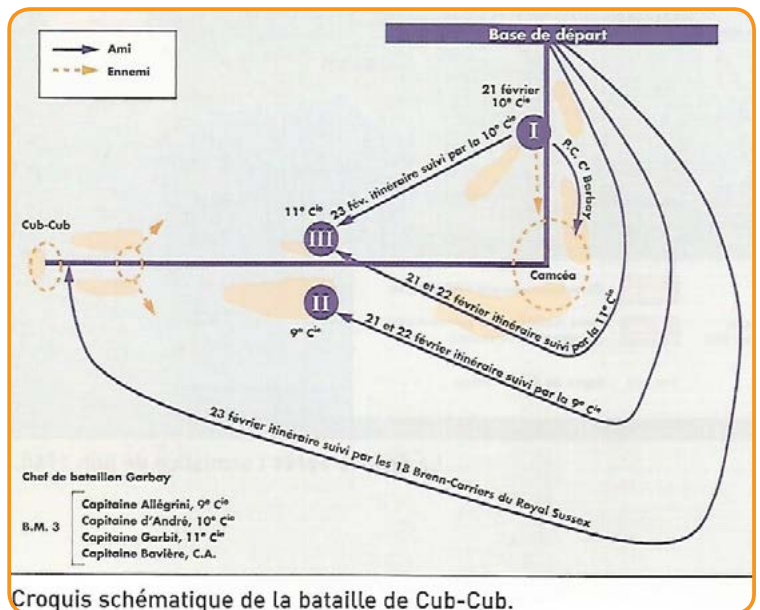 Base de départ
Ami
Ennemi
21 février
10e Cie
I
P.C. Ct Barbay
23 fév. itinéraire suivi par la 10e Cie
11e Cie
III
Cub-Cub
Camcéa
21 et 22 février itinéraire suivi par la 11e Cie
II
9e Cie
21 et 22 février itinéraire suivi par la 9e Cie
23 février itinéraire suivi par les 18 Brenn-Carriers du Royal Sussex
Chef de bataillon Garbay
B.M. 3
Capitaine Allégrini, 9e Cie
Capitaine d'André, 10e Cie
Capitaine Garbit, 11e Cie
Capitaine Bavière, C.A.
Croquis schématique de la bataille de Cub-Cub.